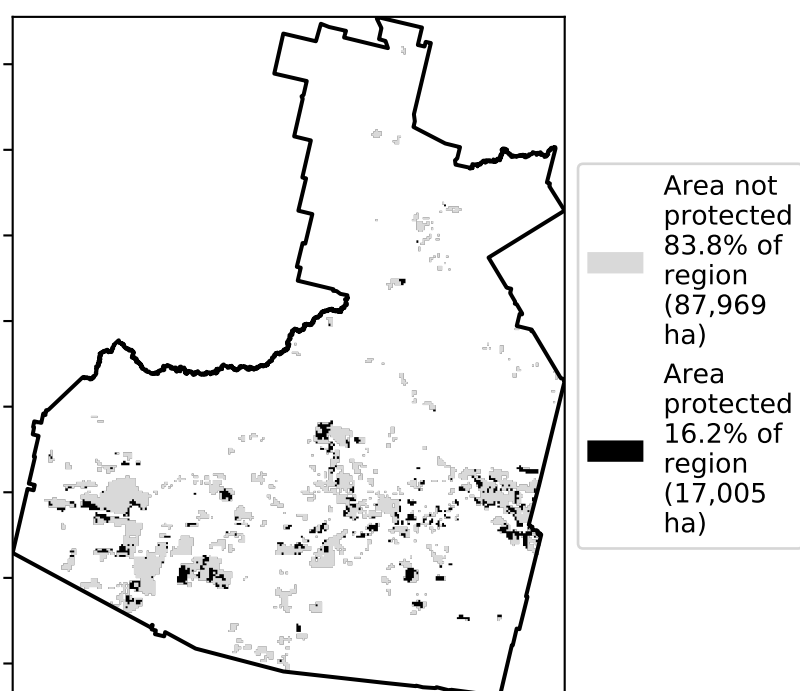 Area not
protected
83.8% of
region
(87,969
ha)
Area
protected
16.2% of
region
(17,005
ha)